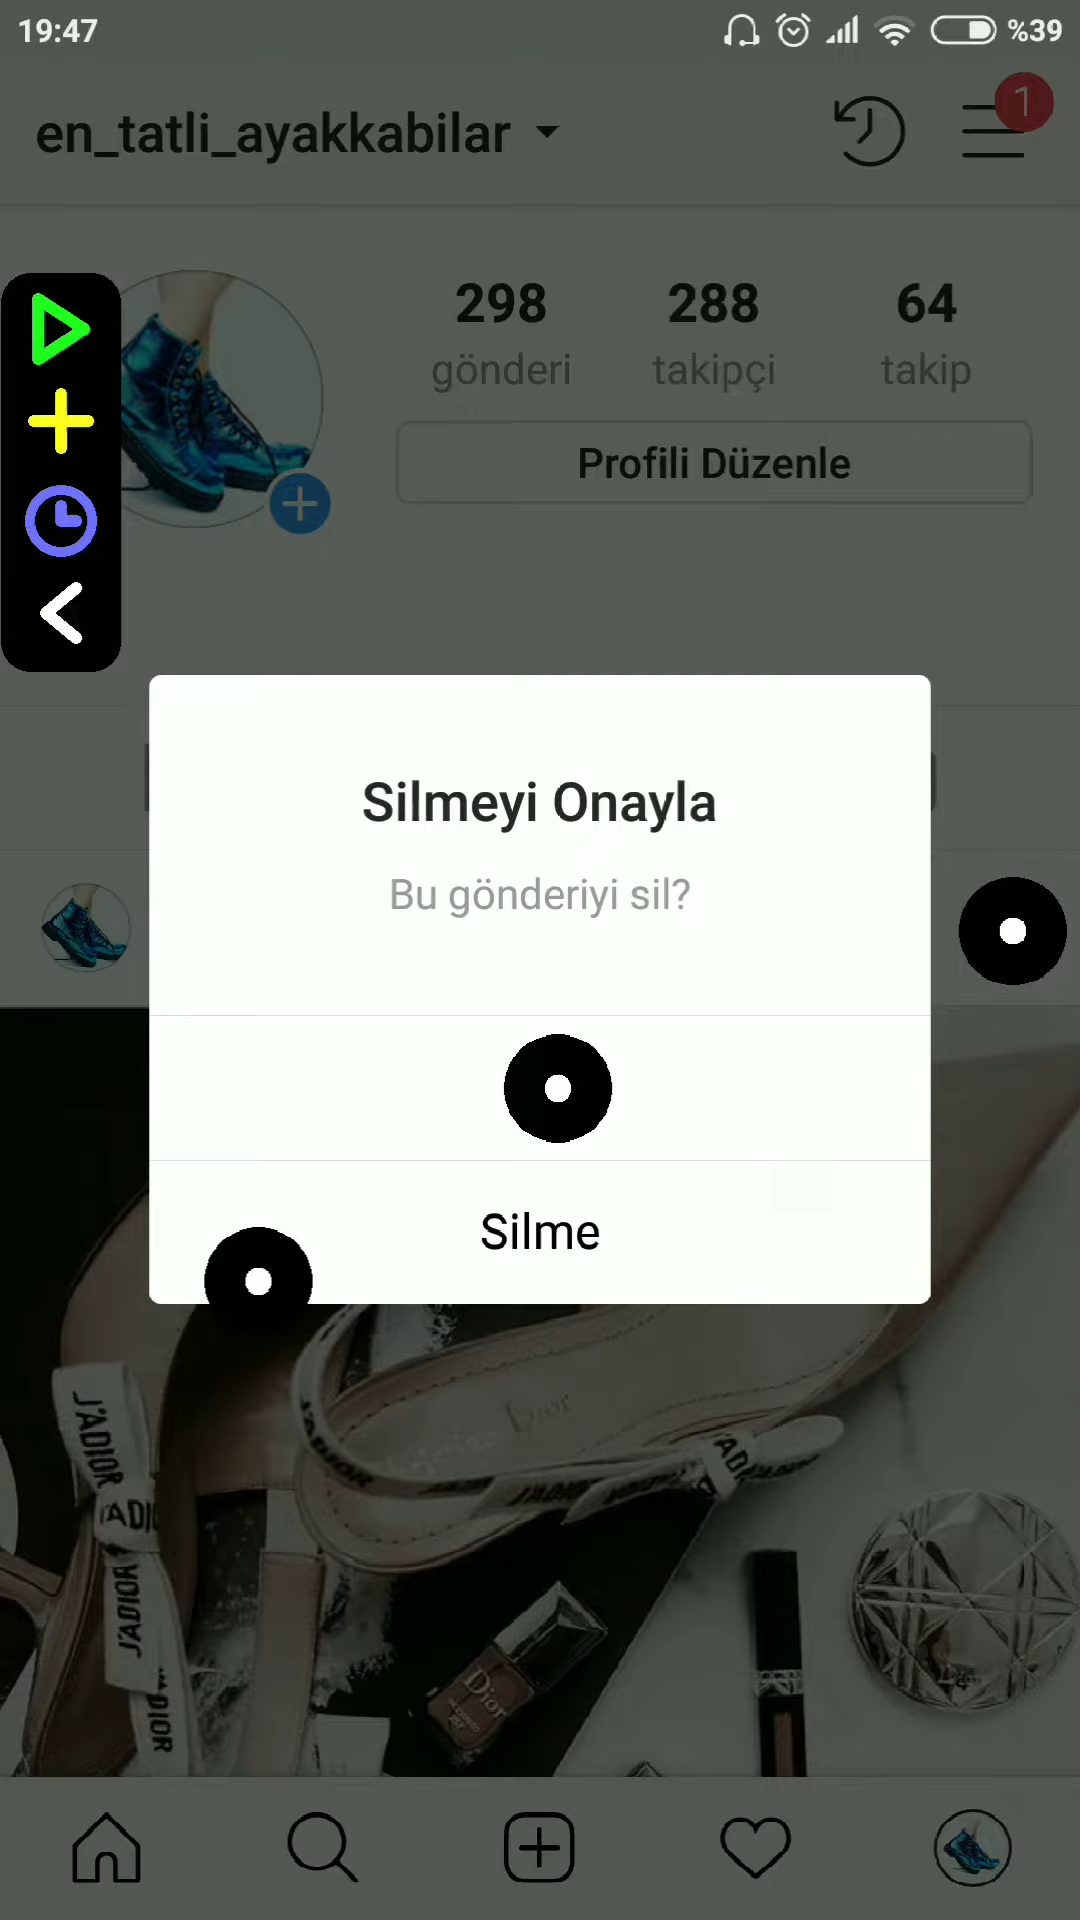 19:47
%39
en_tatli_ayakkabilar
1
298
288
64
gönderi
takipçi
takip
Profili Düzenle
Silmeyi Onayla
Bu gönderiyi sil?
Silme
Dior
J'ADIOR
J'ADIOR
J'ADIOR
Dior